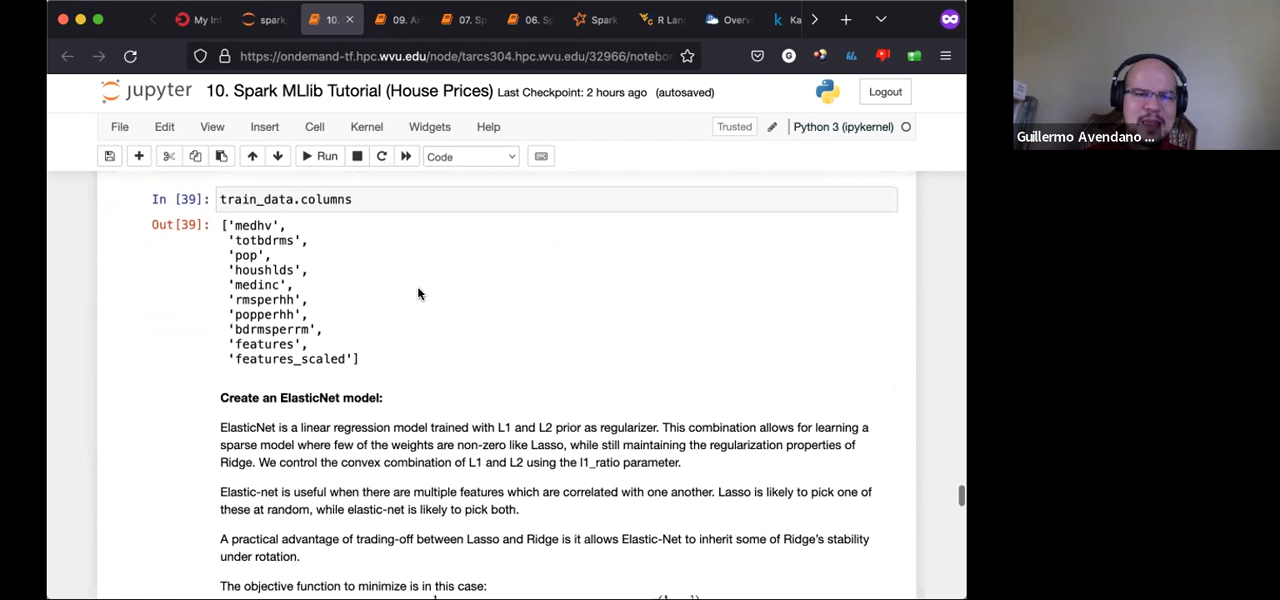 My In
spark
10.
09. A
07. Sp
06. S
Spark
R Lan
Overv
Ka
https://ondemand-tf.hpc.wvu.edu/node/tarcs304.hpc.wvu.edu/32966/notebo
jupyter 10. Spark MLlib Tutorial (House Prices) Last Checkpoint: 2 hours ago (autosaved)
Logout
File Edit View Insert Cell Kernel Widgets Help
Trusted Python 3 (ipykernel)
Run Code
In [39]: train_data.columns
Out[39]: ['medhv',
'totbdrms',
'pop',
'houshlds',
'medinc',
'rmsperhh',
'popperhh',
'bdrmsperrm',
'features',
'features_scaled']
Create an ElasticNet model:
ElasticNet is a linear regression model trained with L1 and L2 prior as regularizer. This combination allows for learning a
sparse model where few of the weights are non-zero like Lasso, while still maintaining the regularization properties of
Ridge. We control the convex combination of L1 and L2 using the l1_ratio parameter.
Elastic-net is useful when there are multiple features which are correlated with one another. Lasso is likely to pick one of
these at random, while elastic-net is likely to pick both.
A practical advantage of trading-off between Lasso and Ridge is it allows Elastic-Net to inherit some of Ridge's stability
under rotation.
The objective function to minimize is in this case:
Guillermo Avendano ...